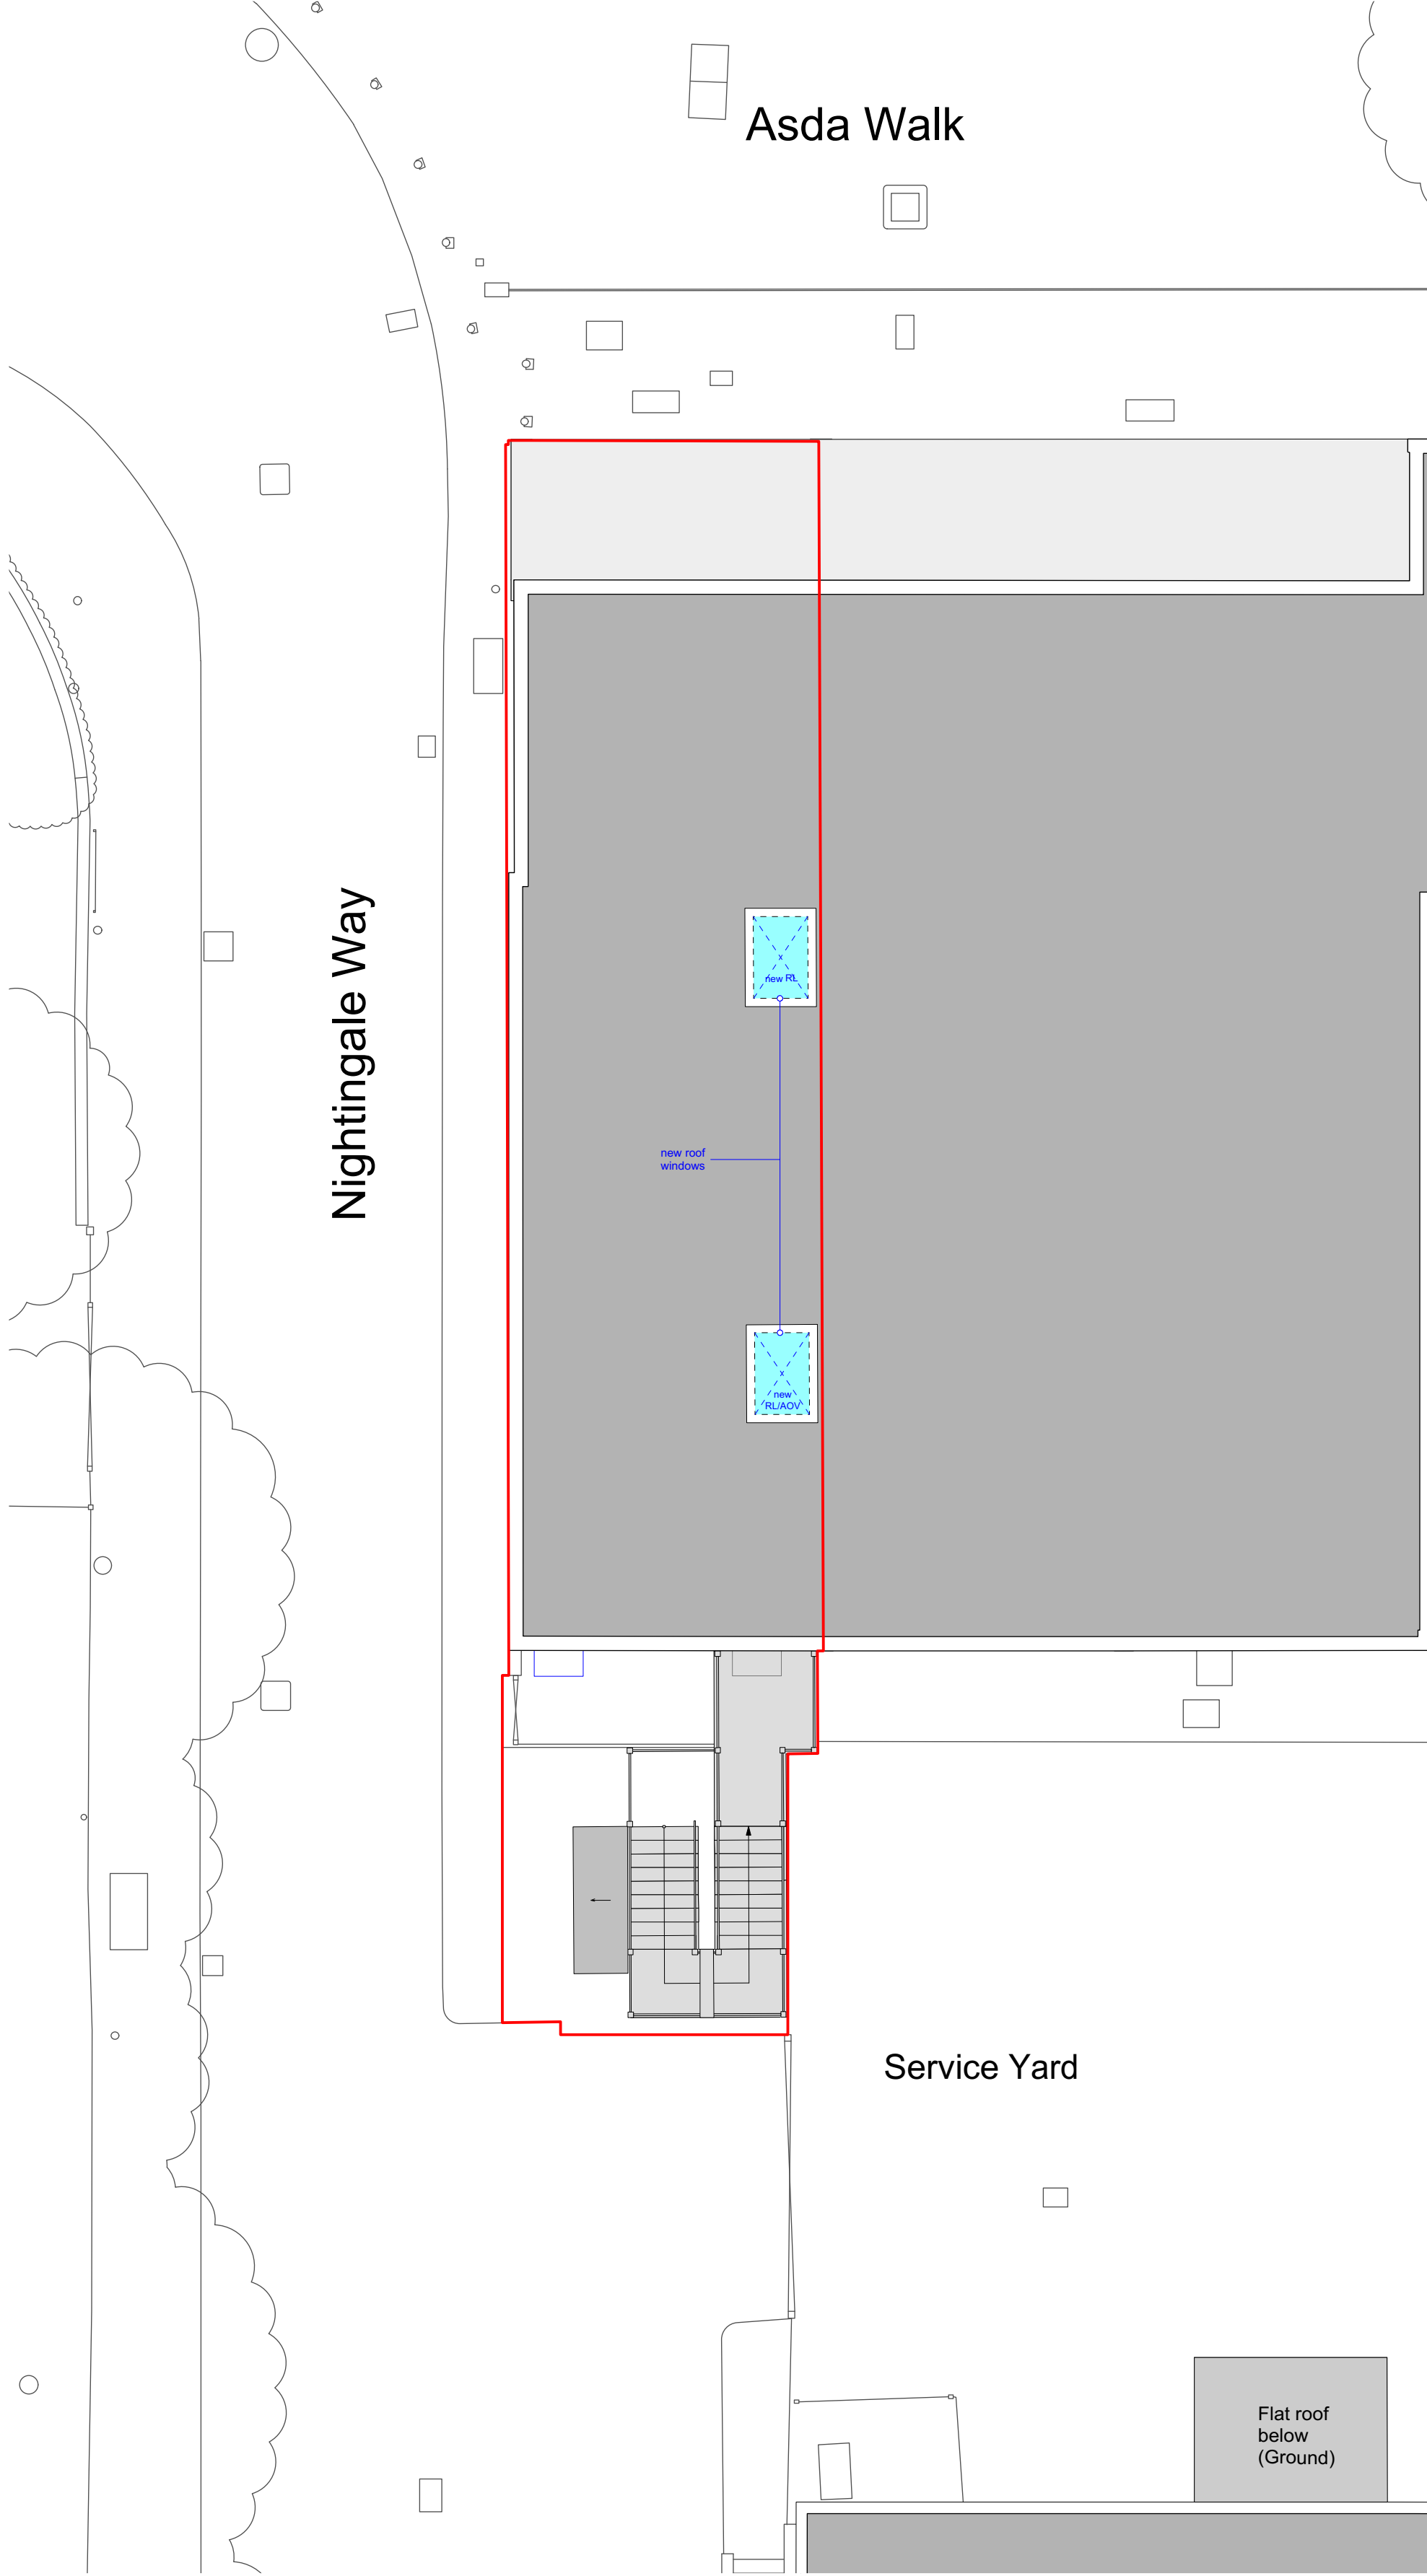 Asda Walk
Nightingale Way
x
new RL
new roof
windows
x
new
RL/AOV
Service Yard
Flat roof
below
(Ground)